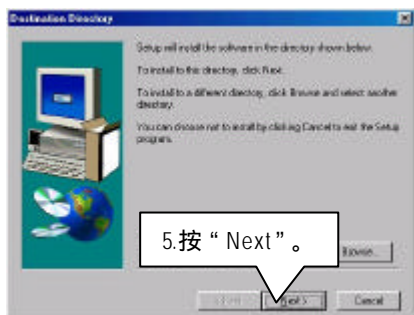 Destination Directory
Setup will install the software in the directory shown below.
To install to this directory, click Next.
To install to a different directory, click Browse and select another
directory.
You can choose not to install by clicking Cancel to exit the Setup
program.
5.按“Next”。
Browse...
Next >
Cancel